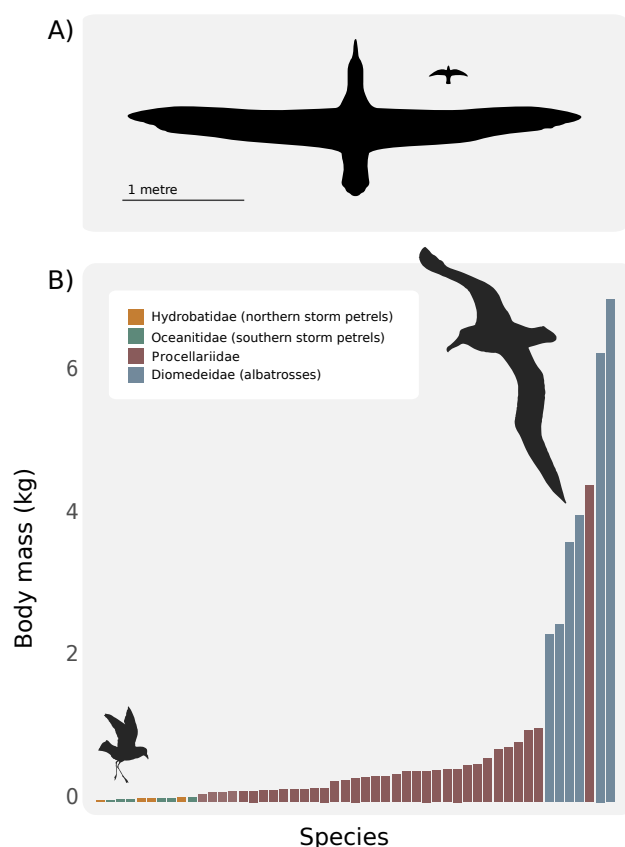 A)
1 metre
B)
Hydrobatidae (northern storm petrels)
Oceanitidae (southern storm petrels)
Procellariidae
Diomedeidae (albatrosses)
6
4
2
0
Body mass (kg)
Species